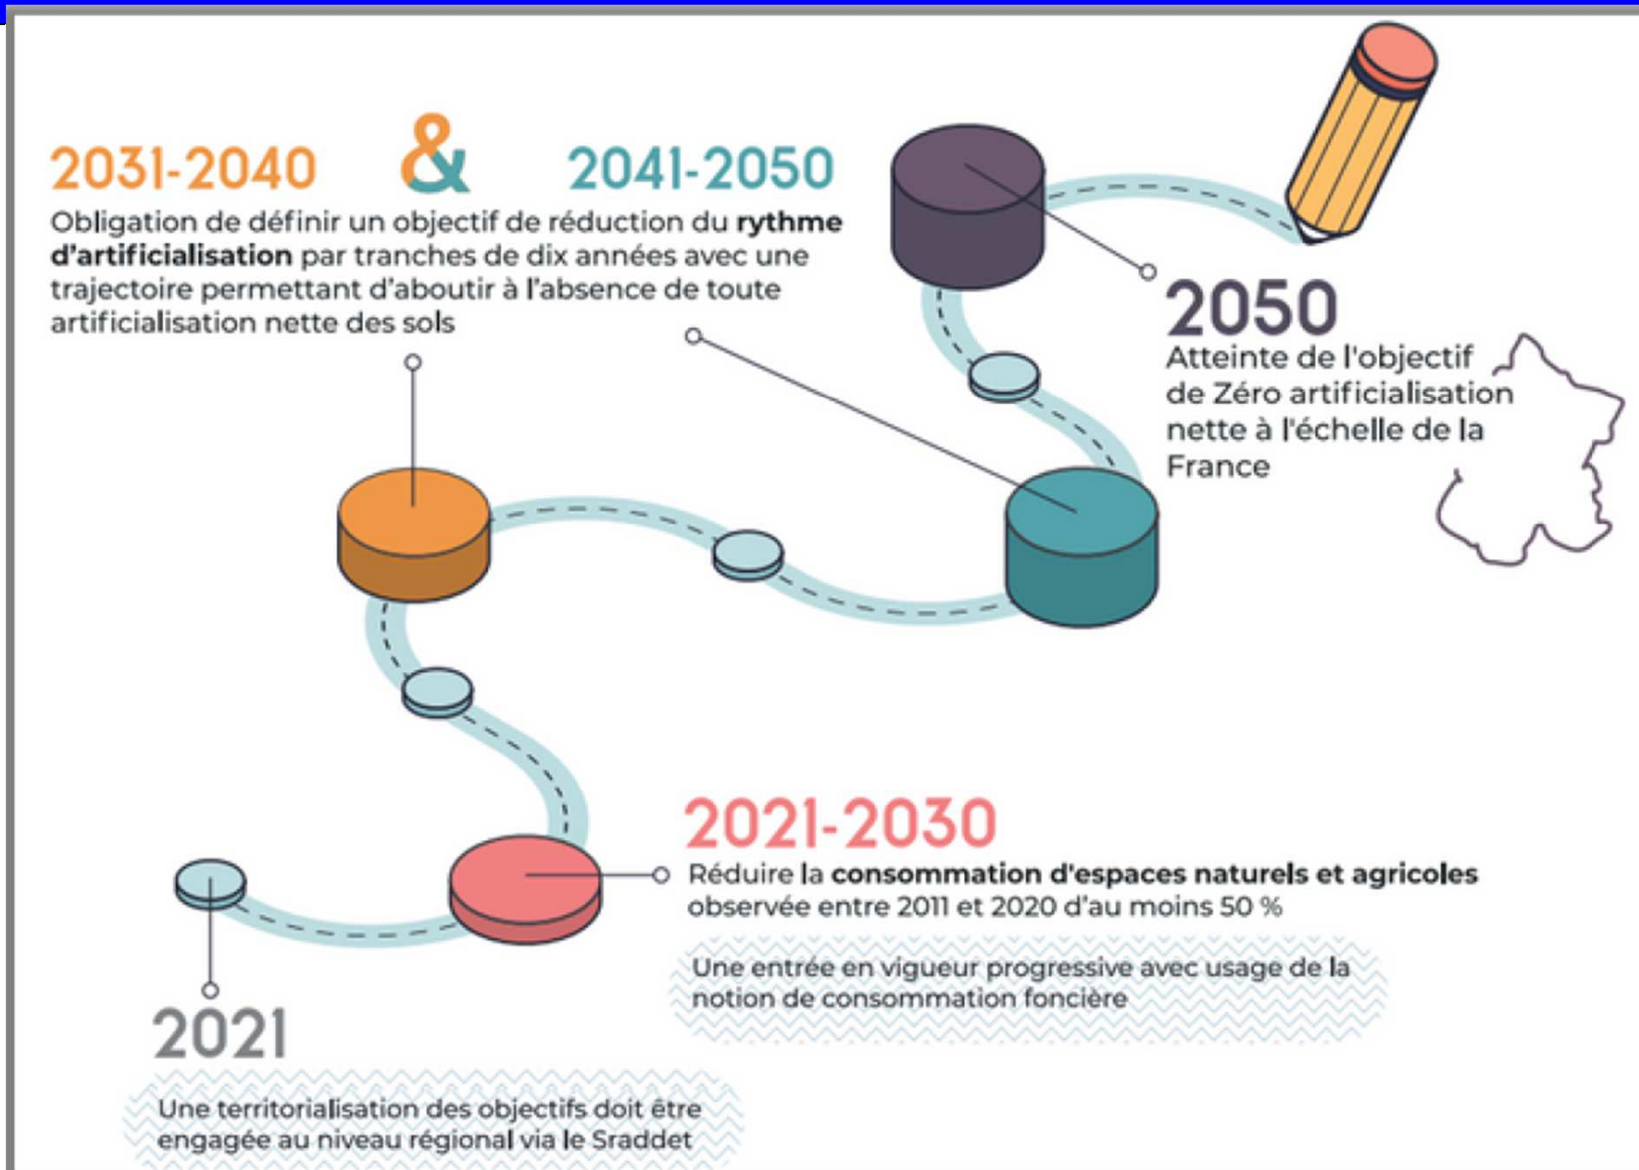 2031-2040 & 2041-2050
Obligation de définir un objectif de réduction du rythme
d'artificialisation par tranches de dix années avec une
trajectoire permettant d'aboutir à l'absence de toute
artificialisation nette des sols
2050
Atteinte de l'objectif
de Zéro artificialisation
nette à l'échelle de la
France
2021-2030
Réduire la consommation d'espaces naturels et agricoles
observée entre 2011 et 2020 d'au moins 50 %
Une entrée en vigueur progressive avec usage de la
notion de consommation foncière
2021
Une territorialisation des objectifs doit être
engagée au niveau régional via le Sraddet